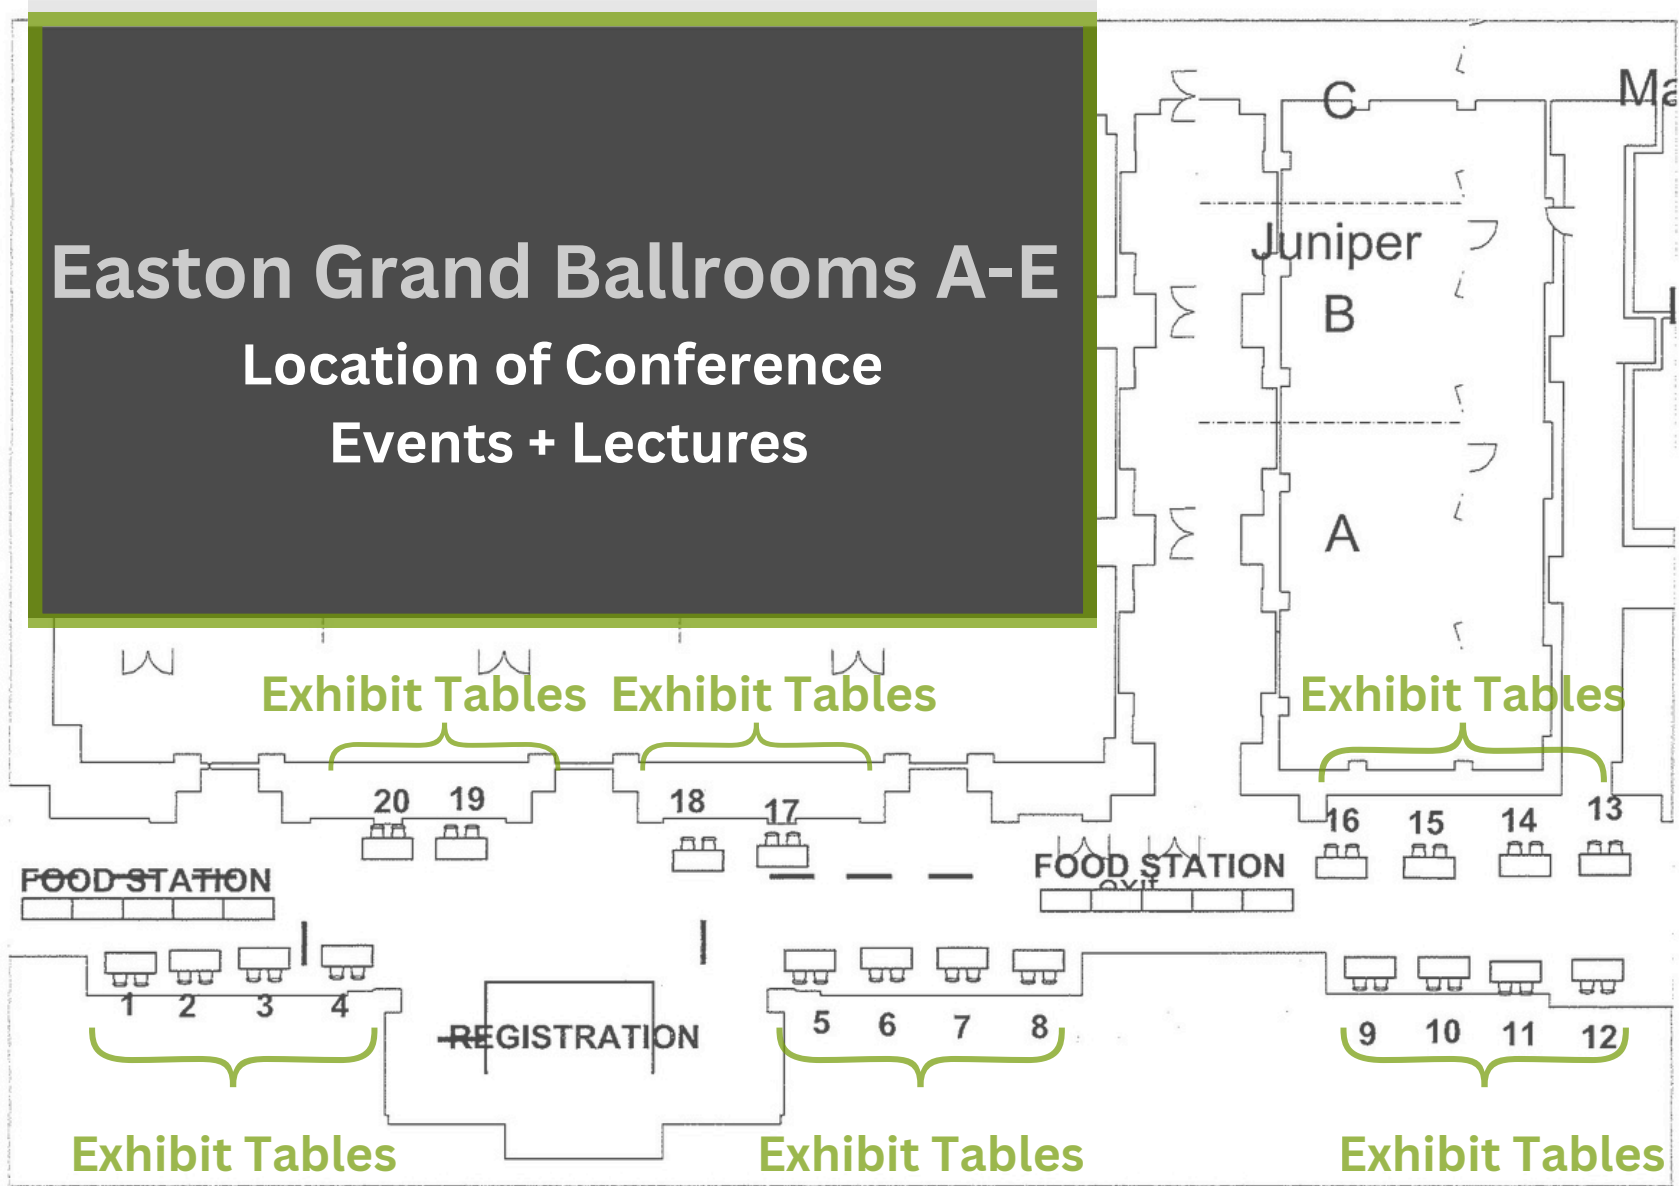 C
Ma
Easton Grand Ballrooms A-E
Juniper
Location of Conference
B
Events + Lectures
A
Exhibit Tables
Exhibit Tables
Exhibit Tables
20
19
18
17
16
15
14
13
FOOD STATION
FOOD STATION
EXIT
1
2
3
4
5
6
7
8
9
10
11
12
REGISTRATION
Exhibit Tables
Exhibit Tables
Exhibit Tables